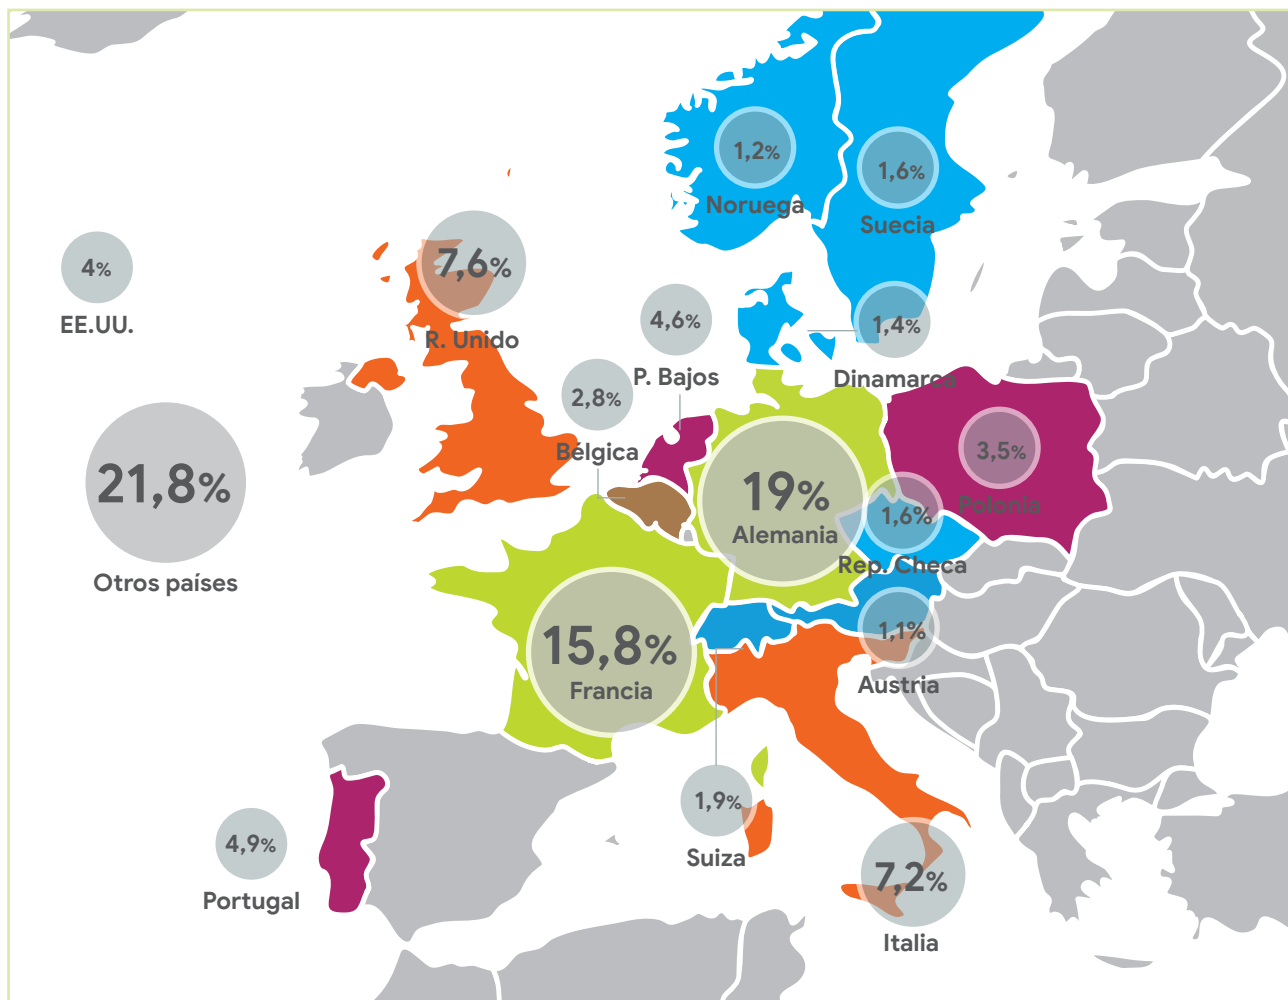 1,2%
Noruega
1,6%
Suecia
7,6%
R. Unido
4%
EE.UU.
4,6%
P. Bajos
1,4%
Dinamarca
2,8%
Bélgica
3,5%
Polonia
21,8%
Otros países
19%
Alemania
1,6%
Rep. Checa
15,8%
Francia
1,1%
Austria
1,9%
Suiza
4,9%
Portugal
7,2%
Italia